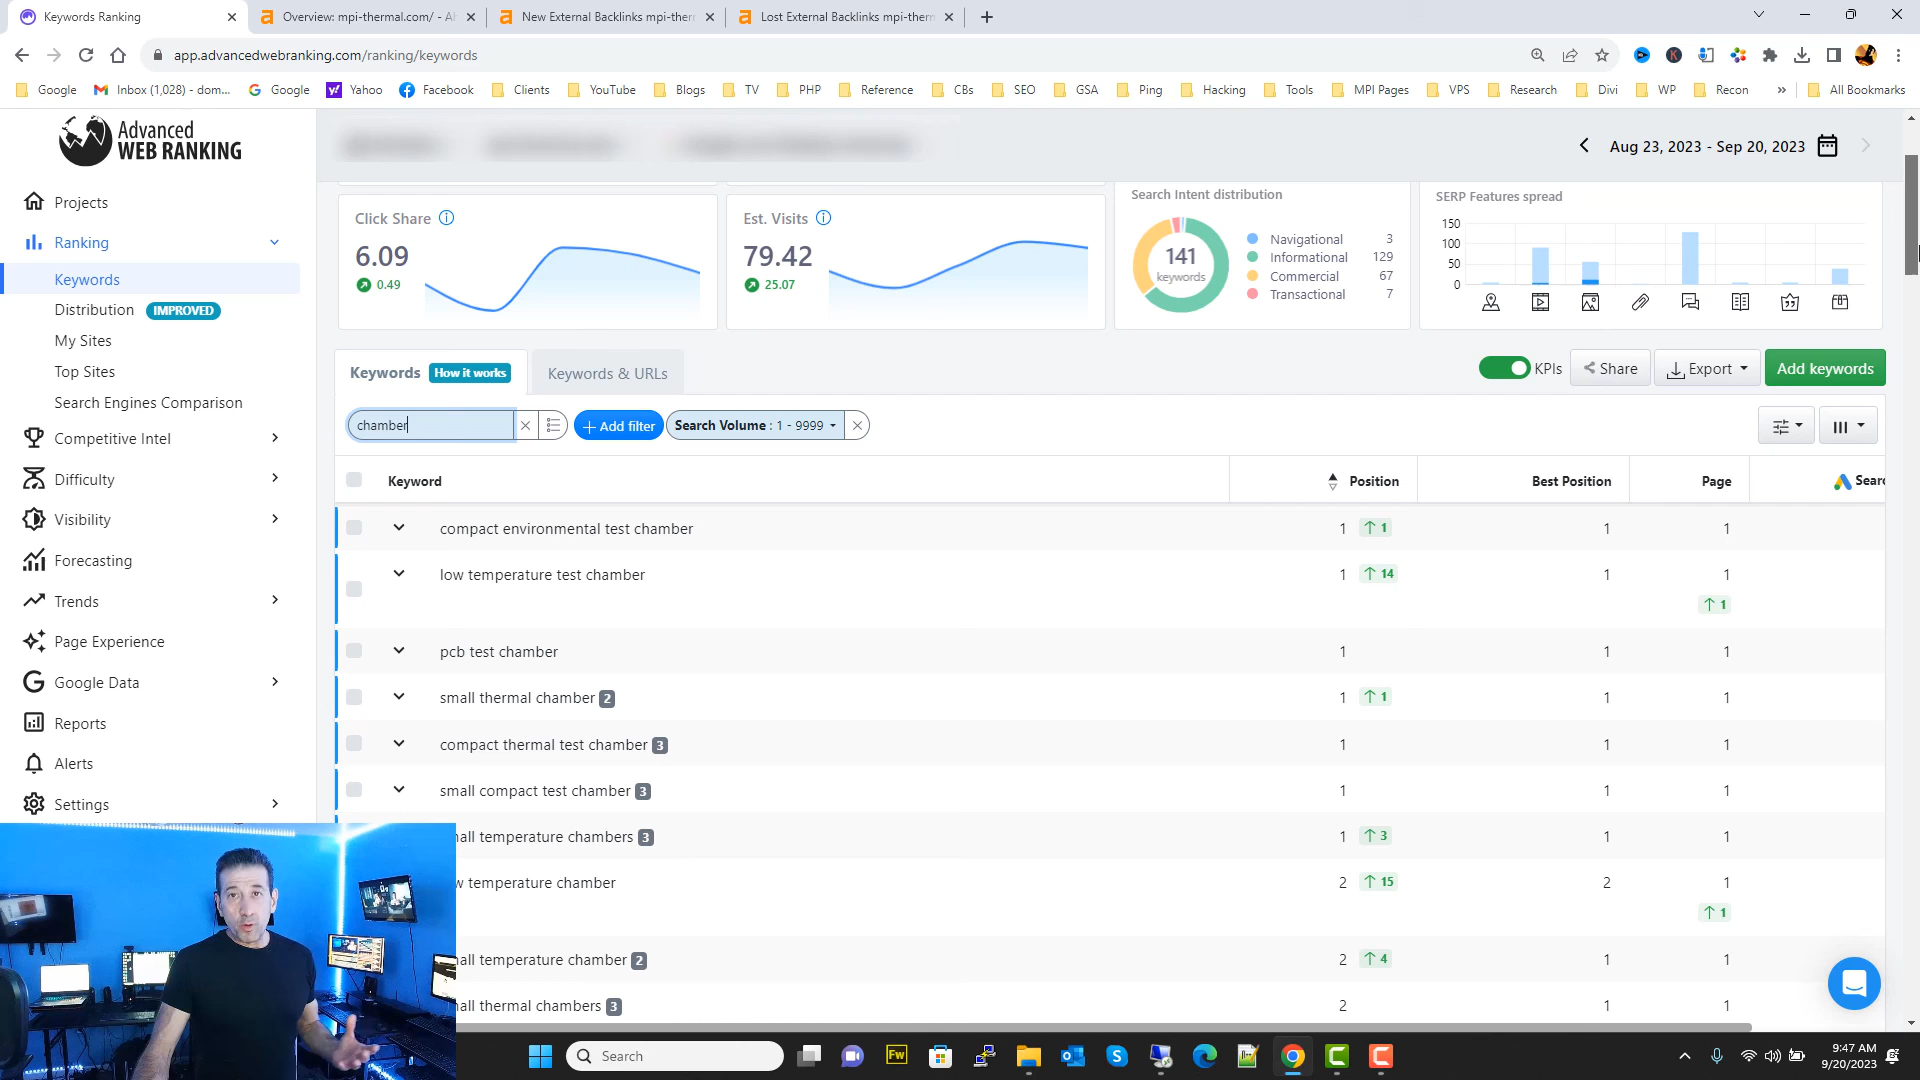 Keywords Ranking
Overview: mpi-thermal.com/ - Ah
New External Backlinks mpi-ther
Lost External Backlinks mpi-therm
app.advancedwebranking.com/ranking/keywords
Google
Inbox (1,028) - dom...
Google
Yahoo
Facebook
Clients
YouTube
Blogs
TV
PHP
Reference
CBs
SEO
GSA
Ping
Hacking
Tools
MPI Pages
VPS
Research
Divi
WP
Recon
»
All Bookmarks
Advanced
WEB RANKING
Aug 23, 2023 - Sep 20, 2023
Projects
Ranking
Keywords
Distribution IMPROVED
My Sites
Top Sites
Search Engines Comparison
Competitive Intel
Difficulty
Visibility
Forecasting
Trends
Page Experience
Google Data
Reports
Alerts
Settings
Click Share
6.09
0.49
Est. Visits
79.42
25.07
Search Intent distribution
141
keywords
Navigational 3
Informational 129
Commercial 67
Transactional 7
SERP Features spread
150
100
50
0
Keywords How it works
Keywords & URLs
KPIs
Share
Export
Add keywords
chamber
+ Add filter
Search Volume : 1 - 9999
Keyword Position Best Position Page Searc
compact environmental test chamber 1 ↑ 1 1 1
low temperature test chamber 1 ↑ 14 1 1
↑ 1
pcb test chamber 1 1 1
small thermal chamber 2 1 ↑ 1 1 1
compact thermal test chamber 3 1 1 1
small compact test chamber 3 1 1 1
nall temperature chambers 3 1 ↑ 3 1 1
w temperature chamber 2 ↑ 15 2 1
↑ 1
nall temperature chamber 2 2 ↑ 4 1 1
nall thermal chambers 3 2 1 1
Search
Fw
9:47 AM
9/20/2023